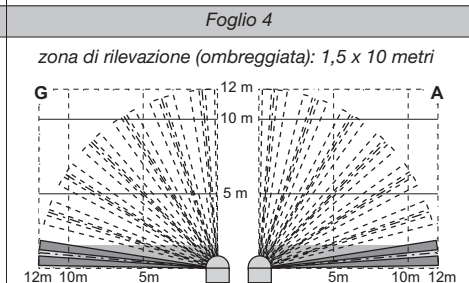 Foglio 4
zona di rilevazione (ombreggiata): 1,5 x 10 metri
G 12 m A
10 m
5 m
12m 10m 5m 5m 10m 12m